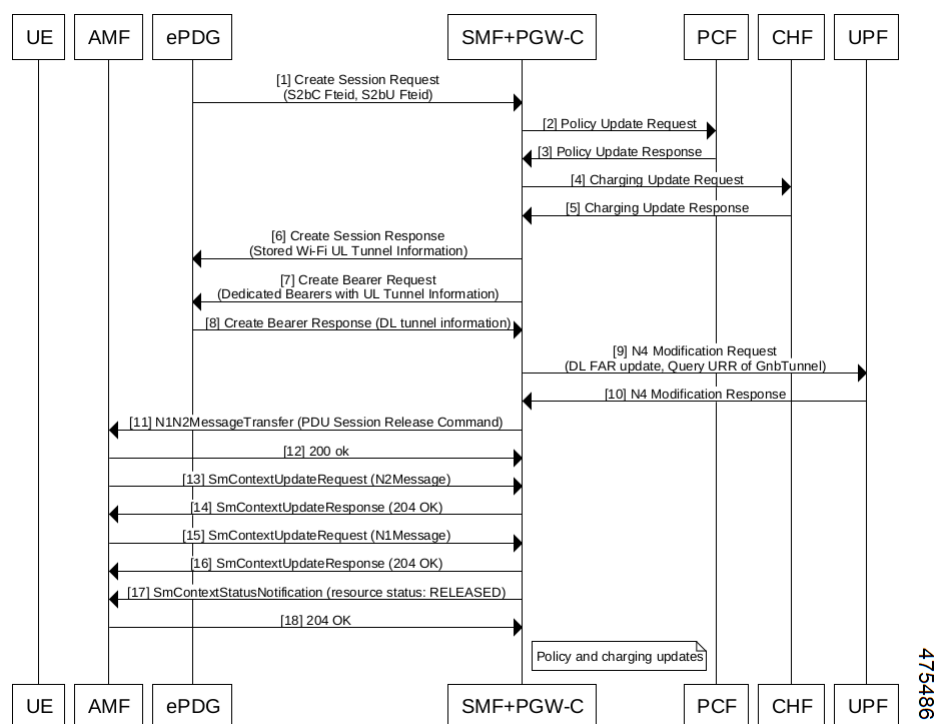 UE AMF ePDG SMF+PGW-C PCF CHF UPF
[1] Create Session Request
(S2bC Fteid, S2bU Fteid)
[2] Policy Update Request
[3] Policy Update Response
[4] Charging Update Request
[5] Charging Update Response
[6] Create Session Response
(Stored Wi-Fi UL Tunnel Information)
[7] Create Bearer Request
(Dedicated Bearers with UL Tunnel Information)
[8] Create Bearer Response (DL tunnel information)
[9] N4 Modification Request
(DL FAR update, Query URR of GnbTunnel)
[10] N4 Modification Response
[11] N1N2MessageTransfer (PDU Session Release Command)
[12] 200 ok
[13] SmContextUpdateRequest (N2Message)
[14] SmContextUpdateResponse (204 OK)
[15] SmContextUpdateRequest (N1Message)
[16] SmContextUpdateResponse (204 OK)
[17] SmContextStatusNotification (resource status: RELEASED)
[18] 204 OK
Policy and charging updates
UE AMF ePDG SMF+PGW-C PCF CHF UPF
475486